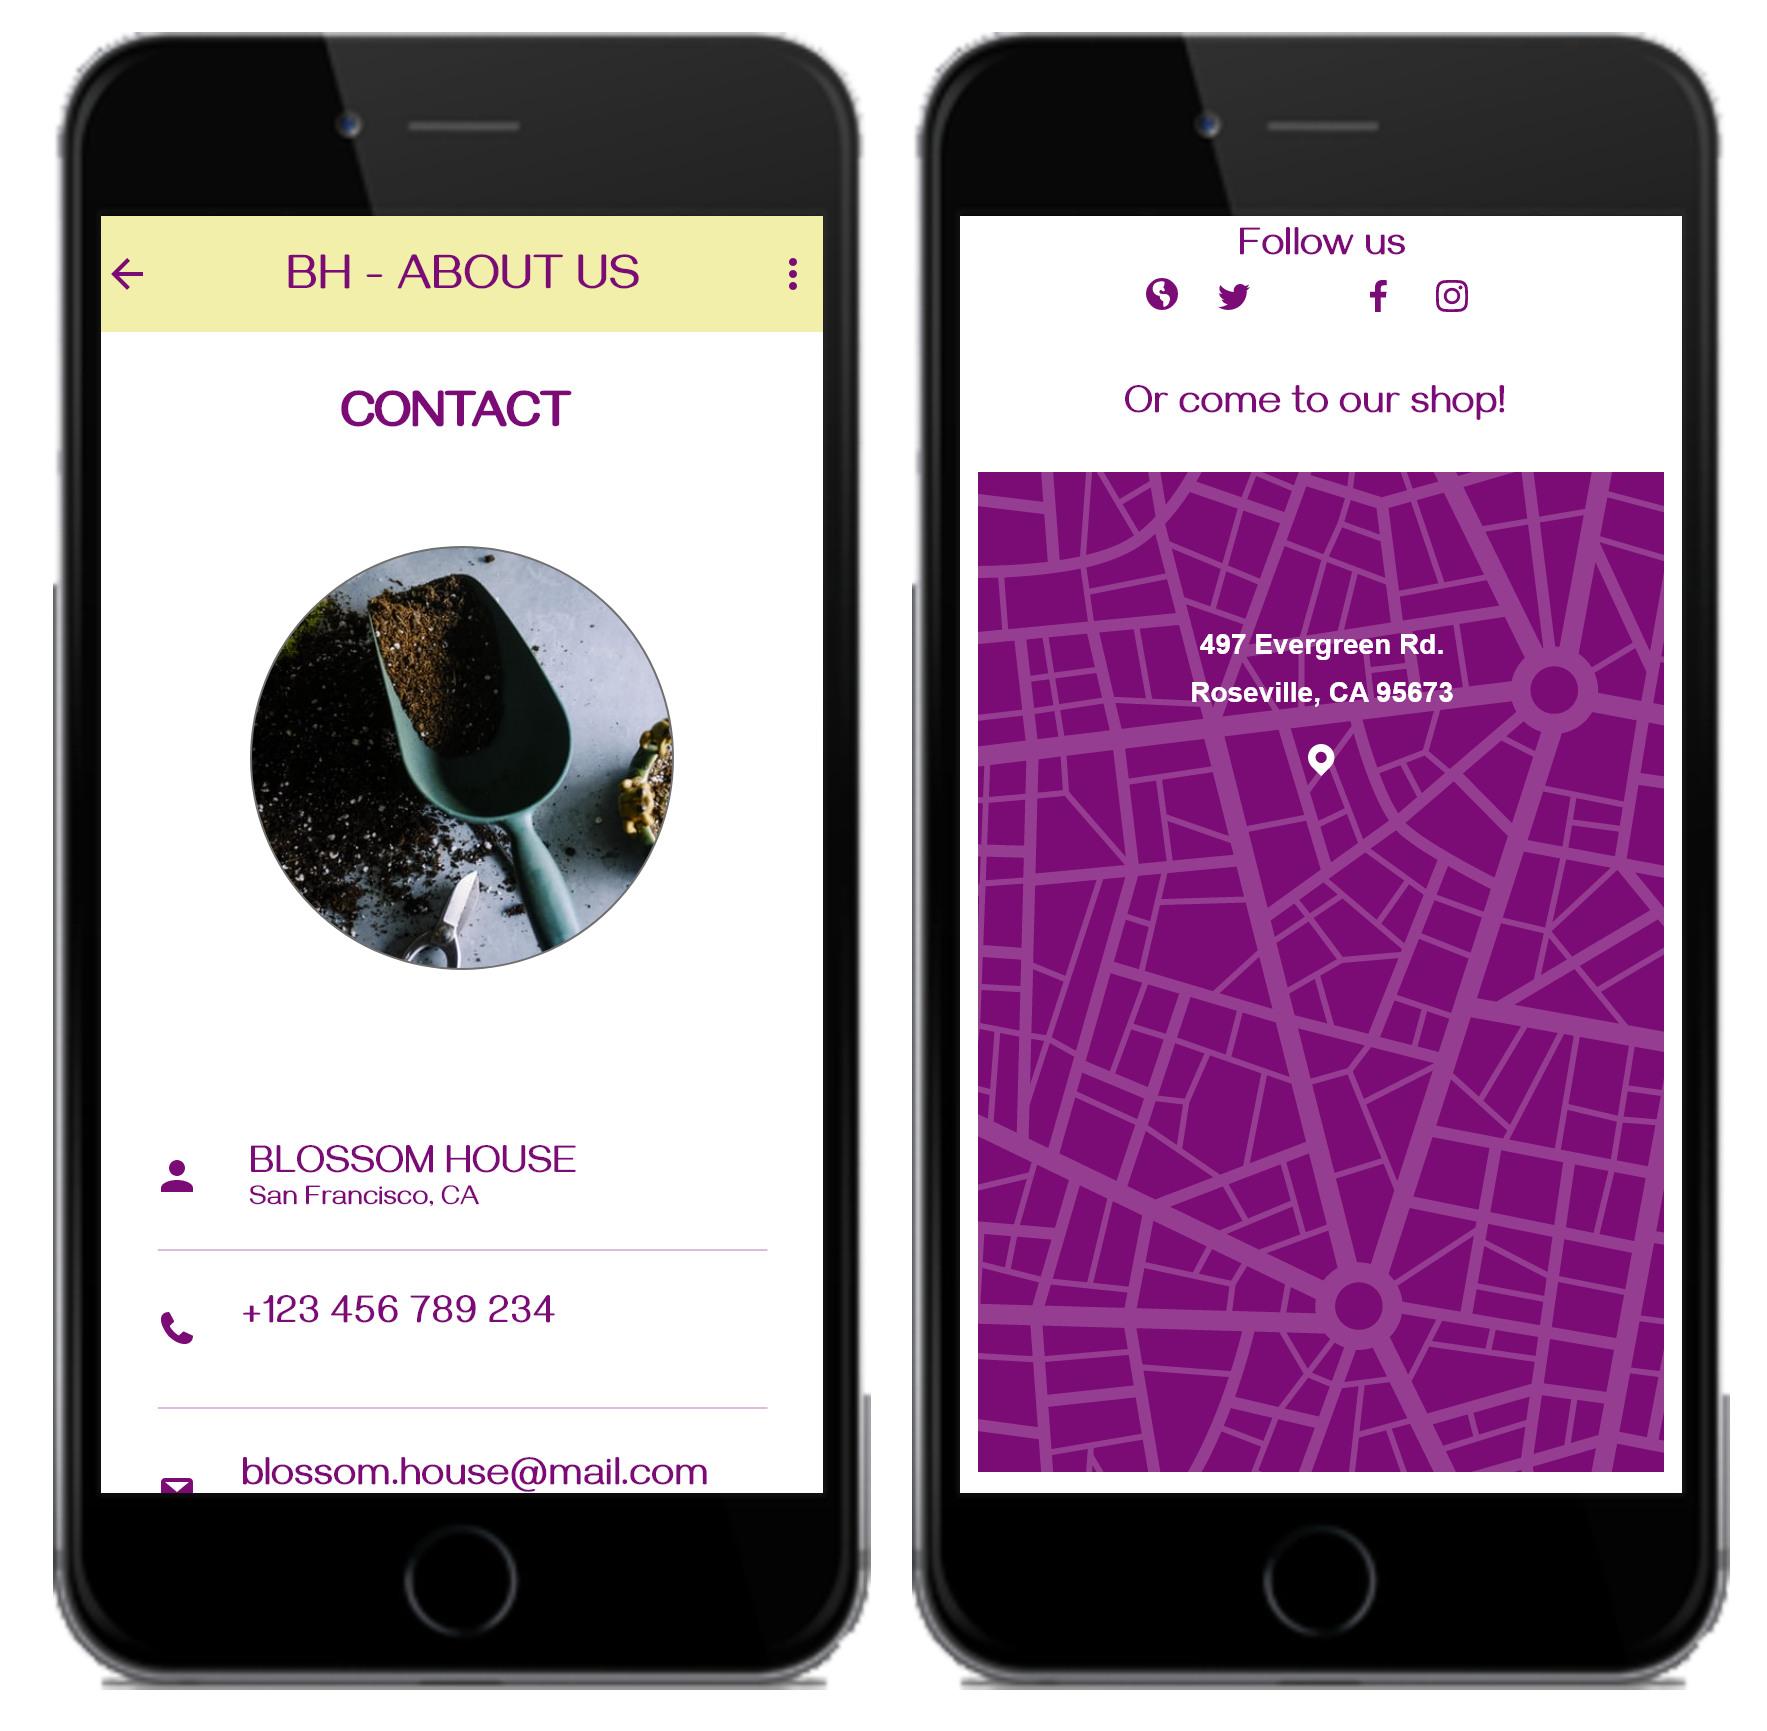 BH - ABOUT US
CONTACT
BLOSSOM HOUSE
San Francisco, CA
+123 456 789 234
blossom.house@mail.com
Follow us
Or come to our shop!
497 Evergreen Rd.
Roseville, CA 95673